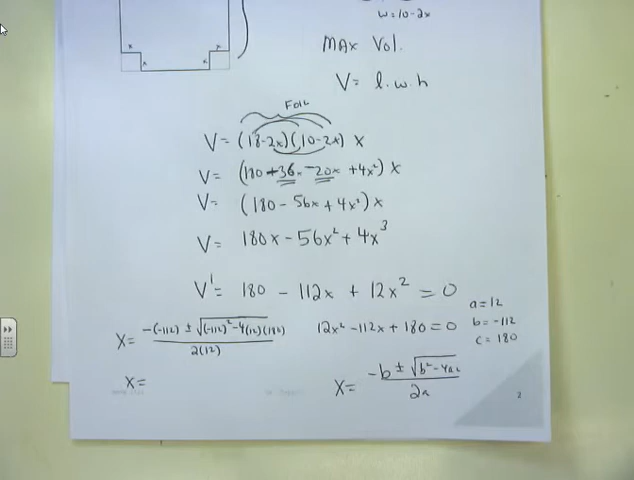 w=10-2x
x
x
x
x
MAX Vol.
V= l.w.h
FOIL
V= (18-2x)(10-2x) x
V= (180-36x-20x+4x²)x
V= (180-56x+4x²)x
V= 180x-56x²+4x³
V'= 180 - 112x + 12x² = 0
a=12
b=-112
c=180
12x²-112x+180=0
x= -(-112) ± √(-112)²-4(12)(180) / 2(12)
x= -b ± √b²-4ac / 2a
x=
2